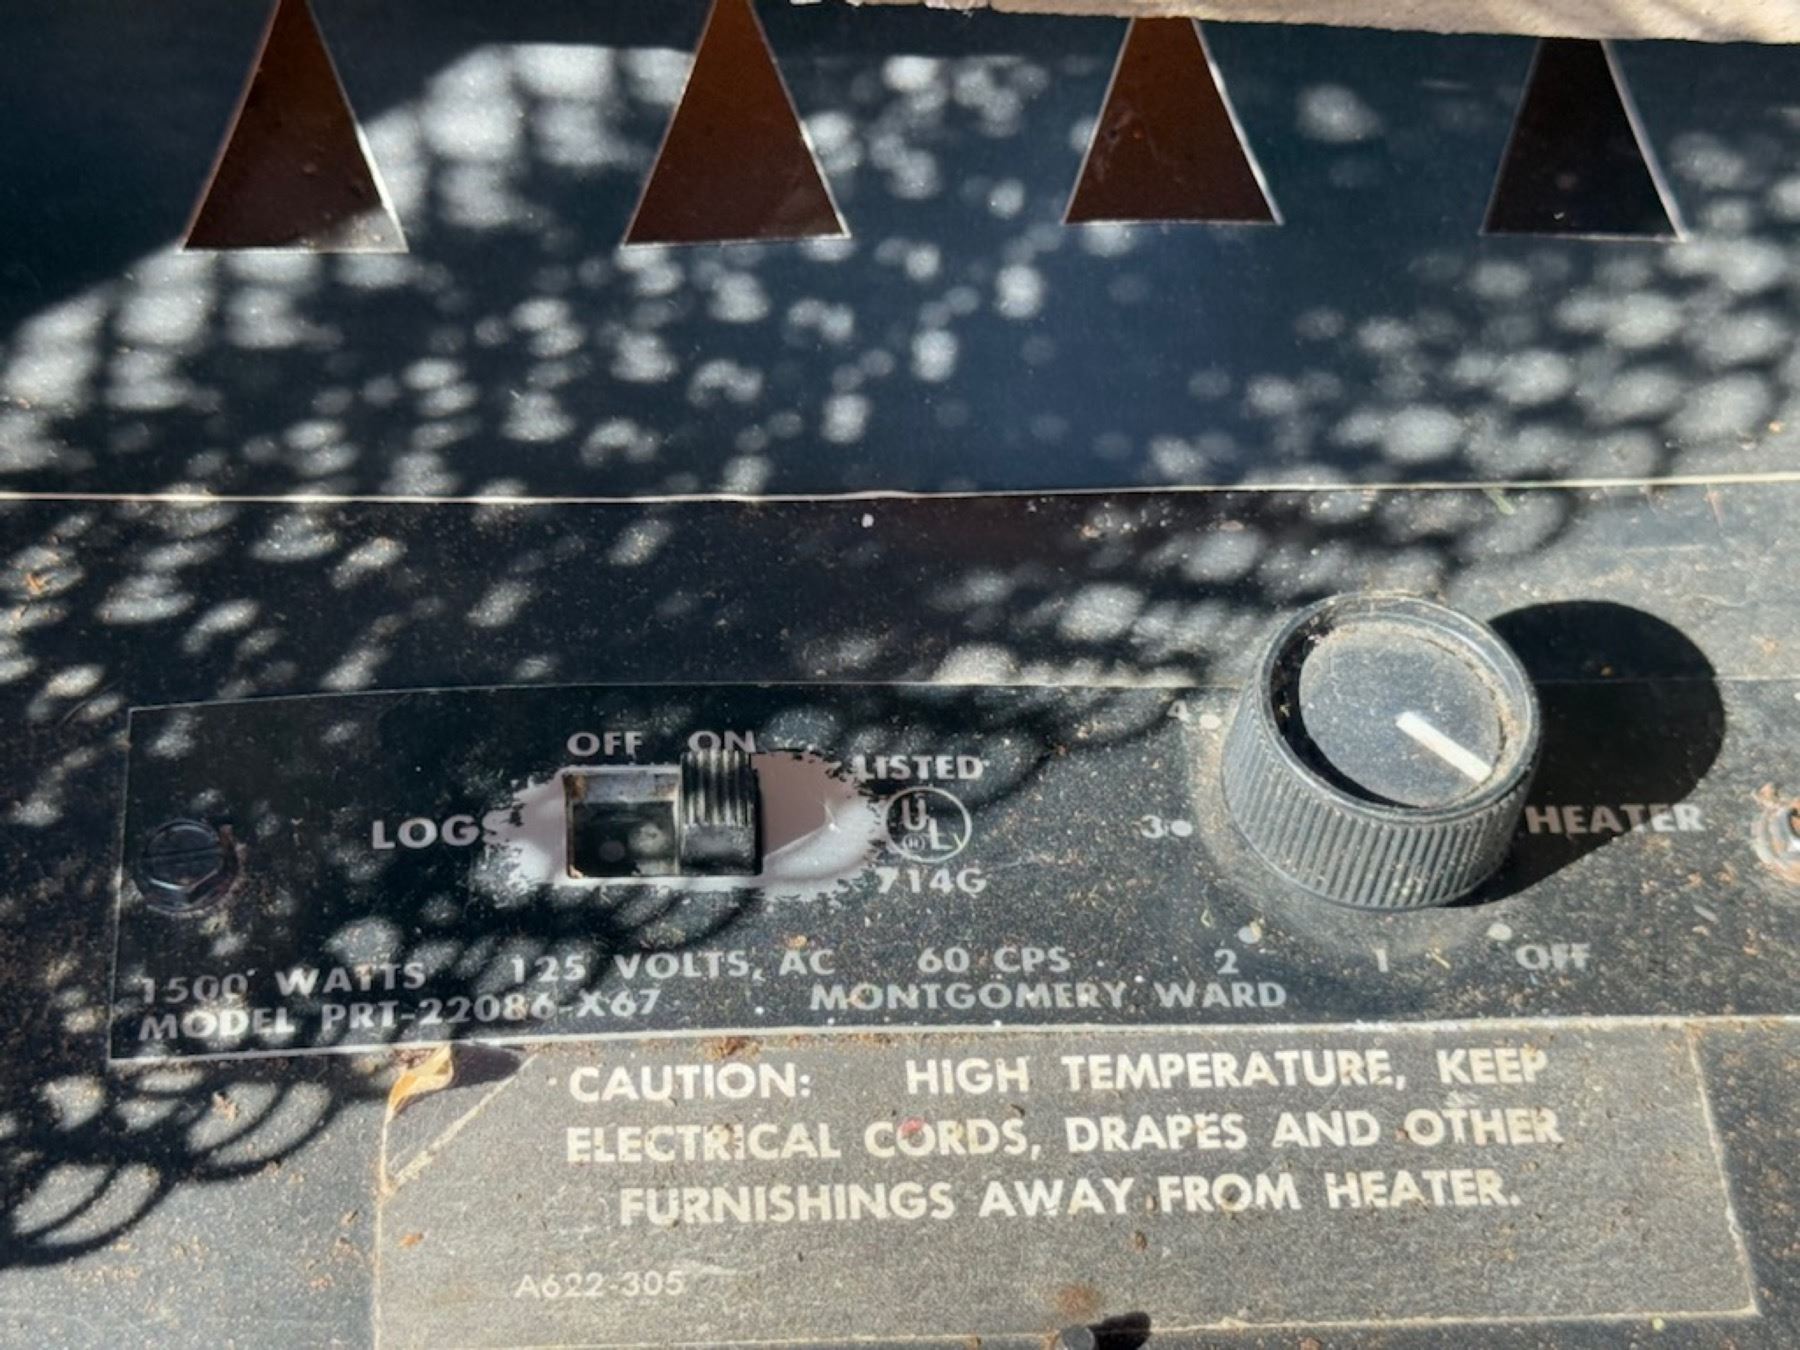 OFF ON
LOGS
LISTED
UL
®
714G
4
3
2
1
OFF
HEATER
1500 WATTS 125 VOLTS, AC 60 CPS
MODEL PRT-22086-X67 MONTGOMERY WARD
CAUTION: HIGH TEMPERATURE, KEEP
ELECTRICAL CORDS, DRAPES AND OTHER
FURNISHINGS AWAY FROM HEATER.
A622-305